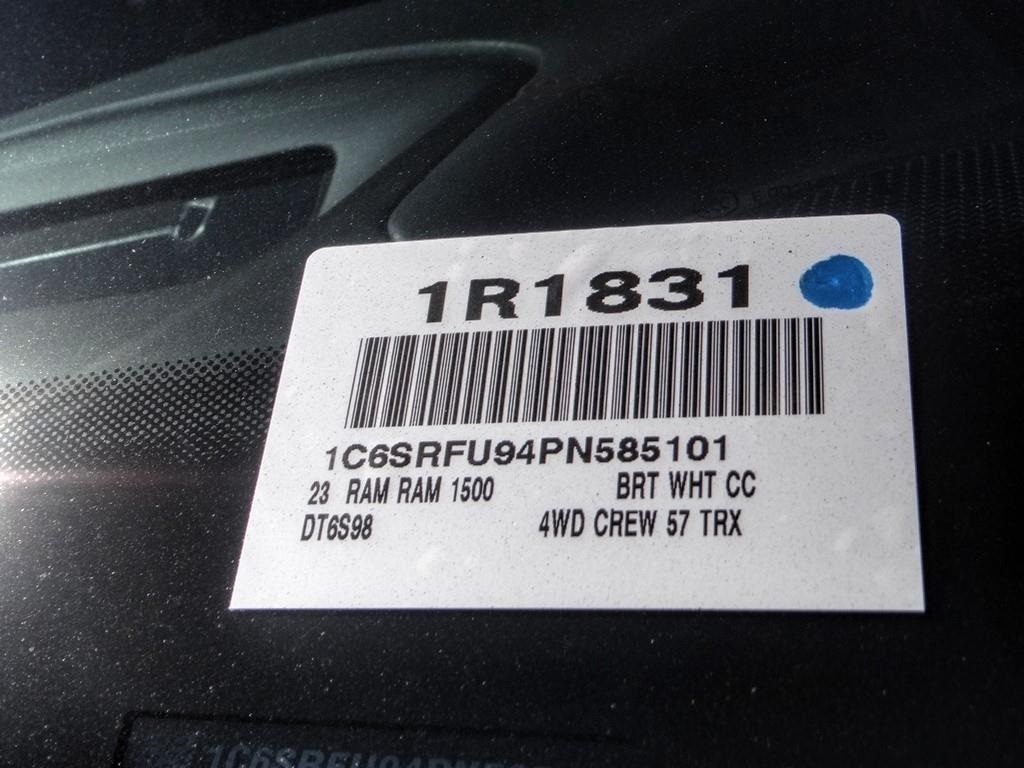 1R1831
1C6SRFU94PN585101
23 RAM RAM 1500 BRT WHT CC
DT6S98 4WD CREW 57 TRX